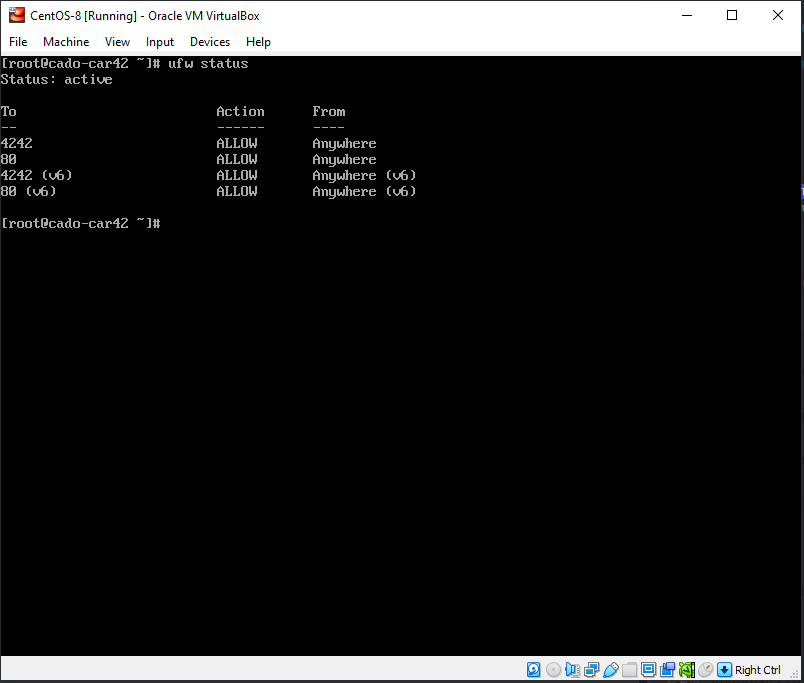 CentOS-8 [Running] - Oracle VM VirtualBox
File Machine View Input Devices Help
[root@cado-car42 ~]# ufw status
Status: active
To Action From
-- ------ ----
4242 ALLOW Anywhere
80 ALLOW Anywhere
4242 (v6) ALLOW Anywhere (v6)
80 (v6) ALLOW Anywhere (v6)
[root@cado-car42 ~]#
Right Ctrl